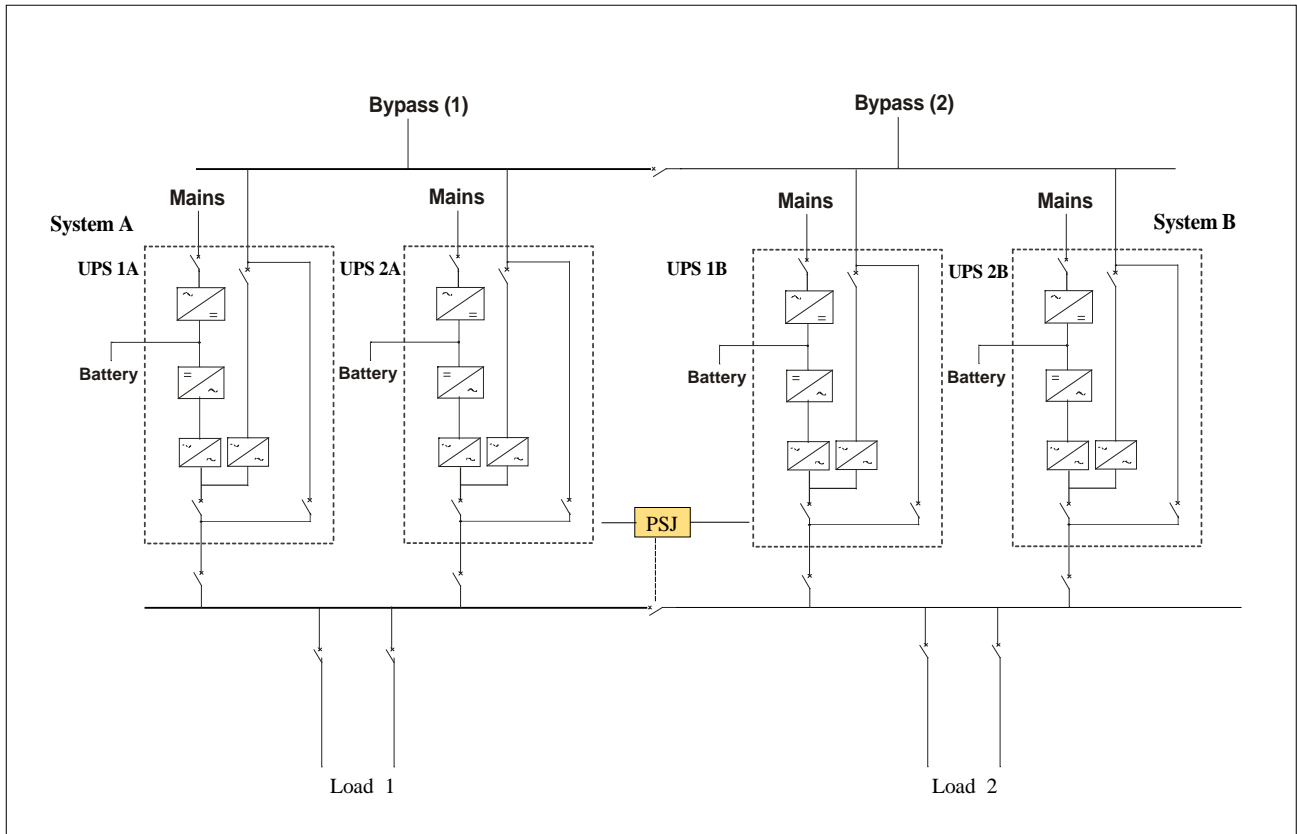 Bypass (1)
Bypass (2)
Mains
Mains
Mains
Mains
System A
System B
UPS 1A
UPS 2A
UPS 1B
UPS 2B
Battery
Battery
Battery
Battery
PSJ
Load 1
Load 2